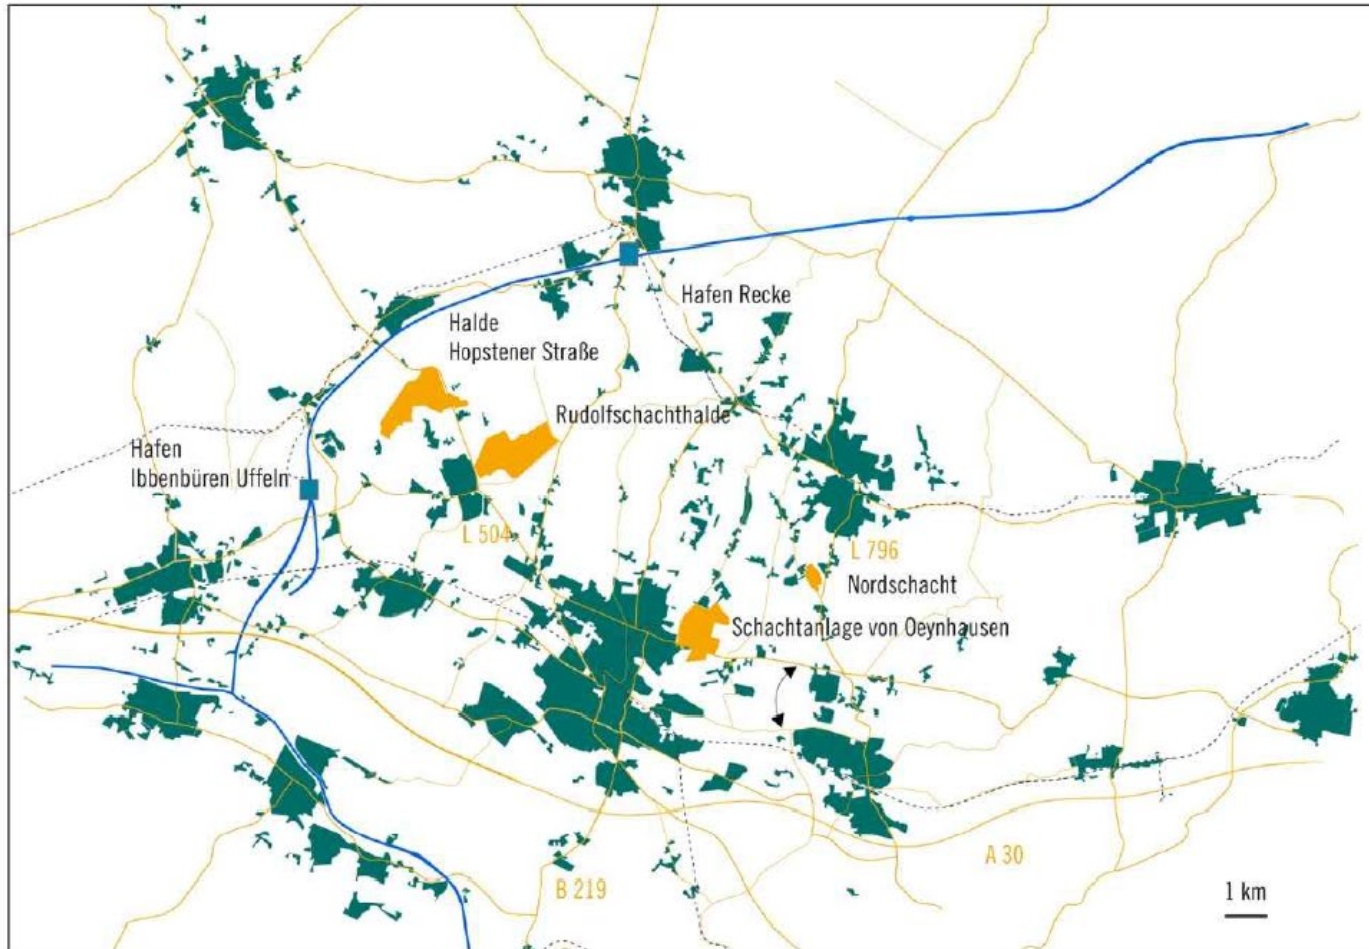 Hafen Recke
Halde
Hopstener Straße
Rudolfschachthalde
Hafen
Ibbenbüren Uffeln
L 504
L 796
Nordschacht
Schachtanlage von Oeynhausen
A 30
B 219
1 km